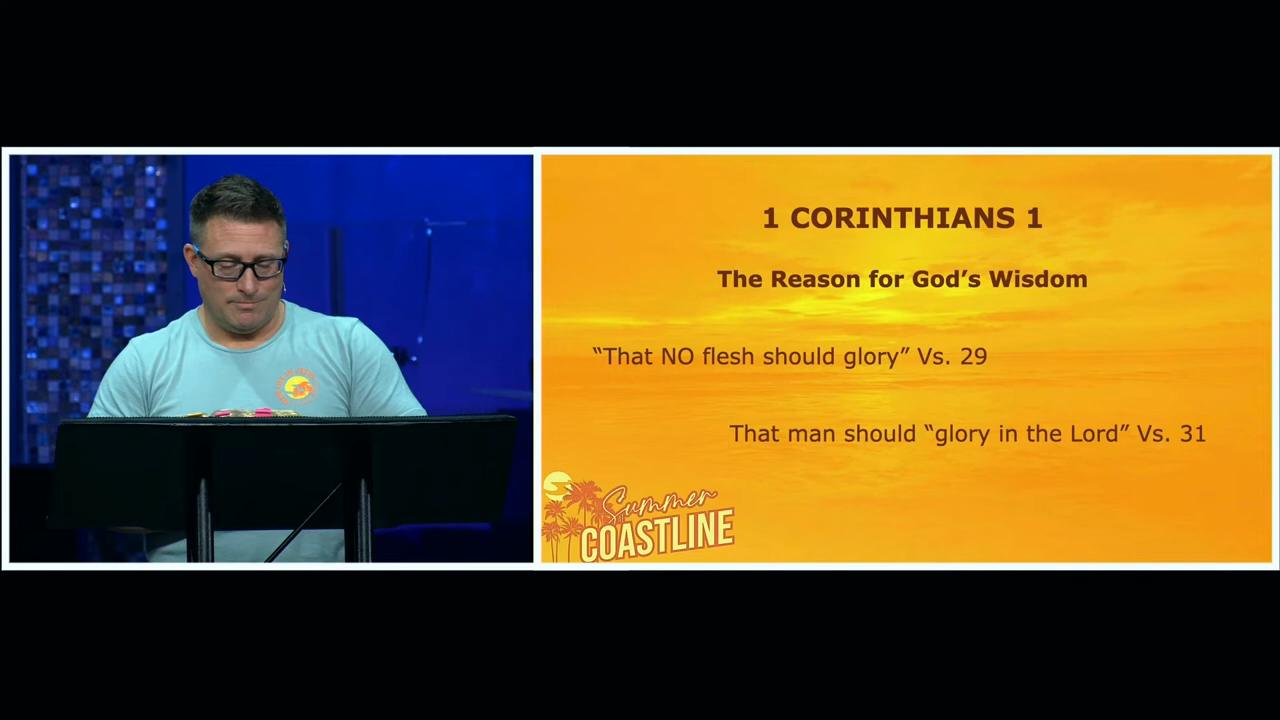 1 CORINTHIANS 1
The Reason for God’s Wisdom
“That NO flesh should glory” Vs. 29
That man should “glory in the Lord” Vs. 31
Summer
COASTLINE